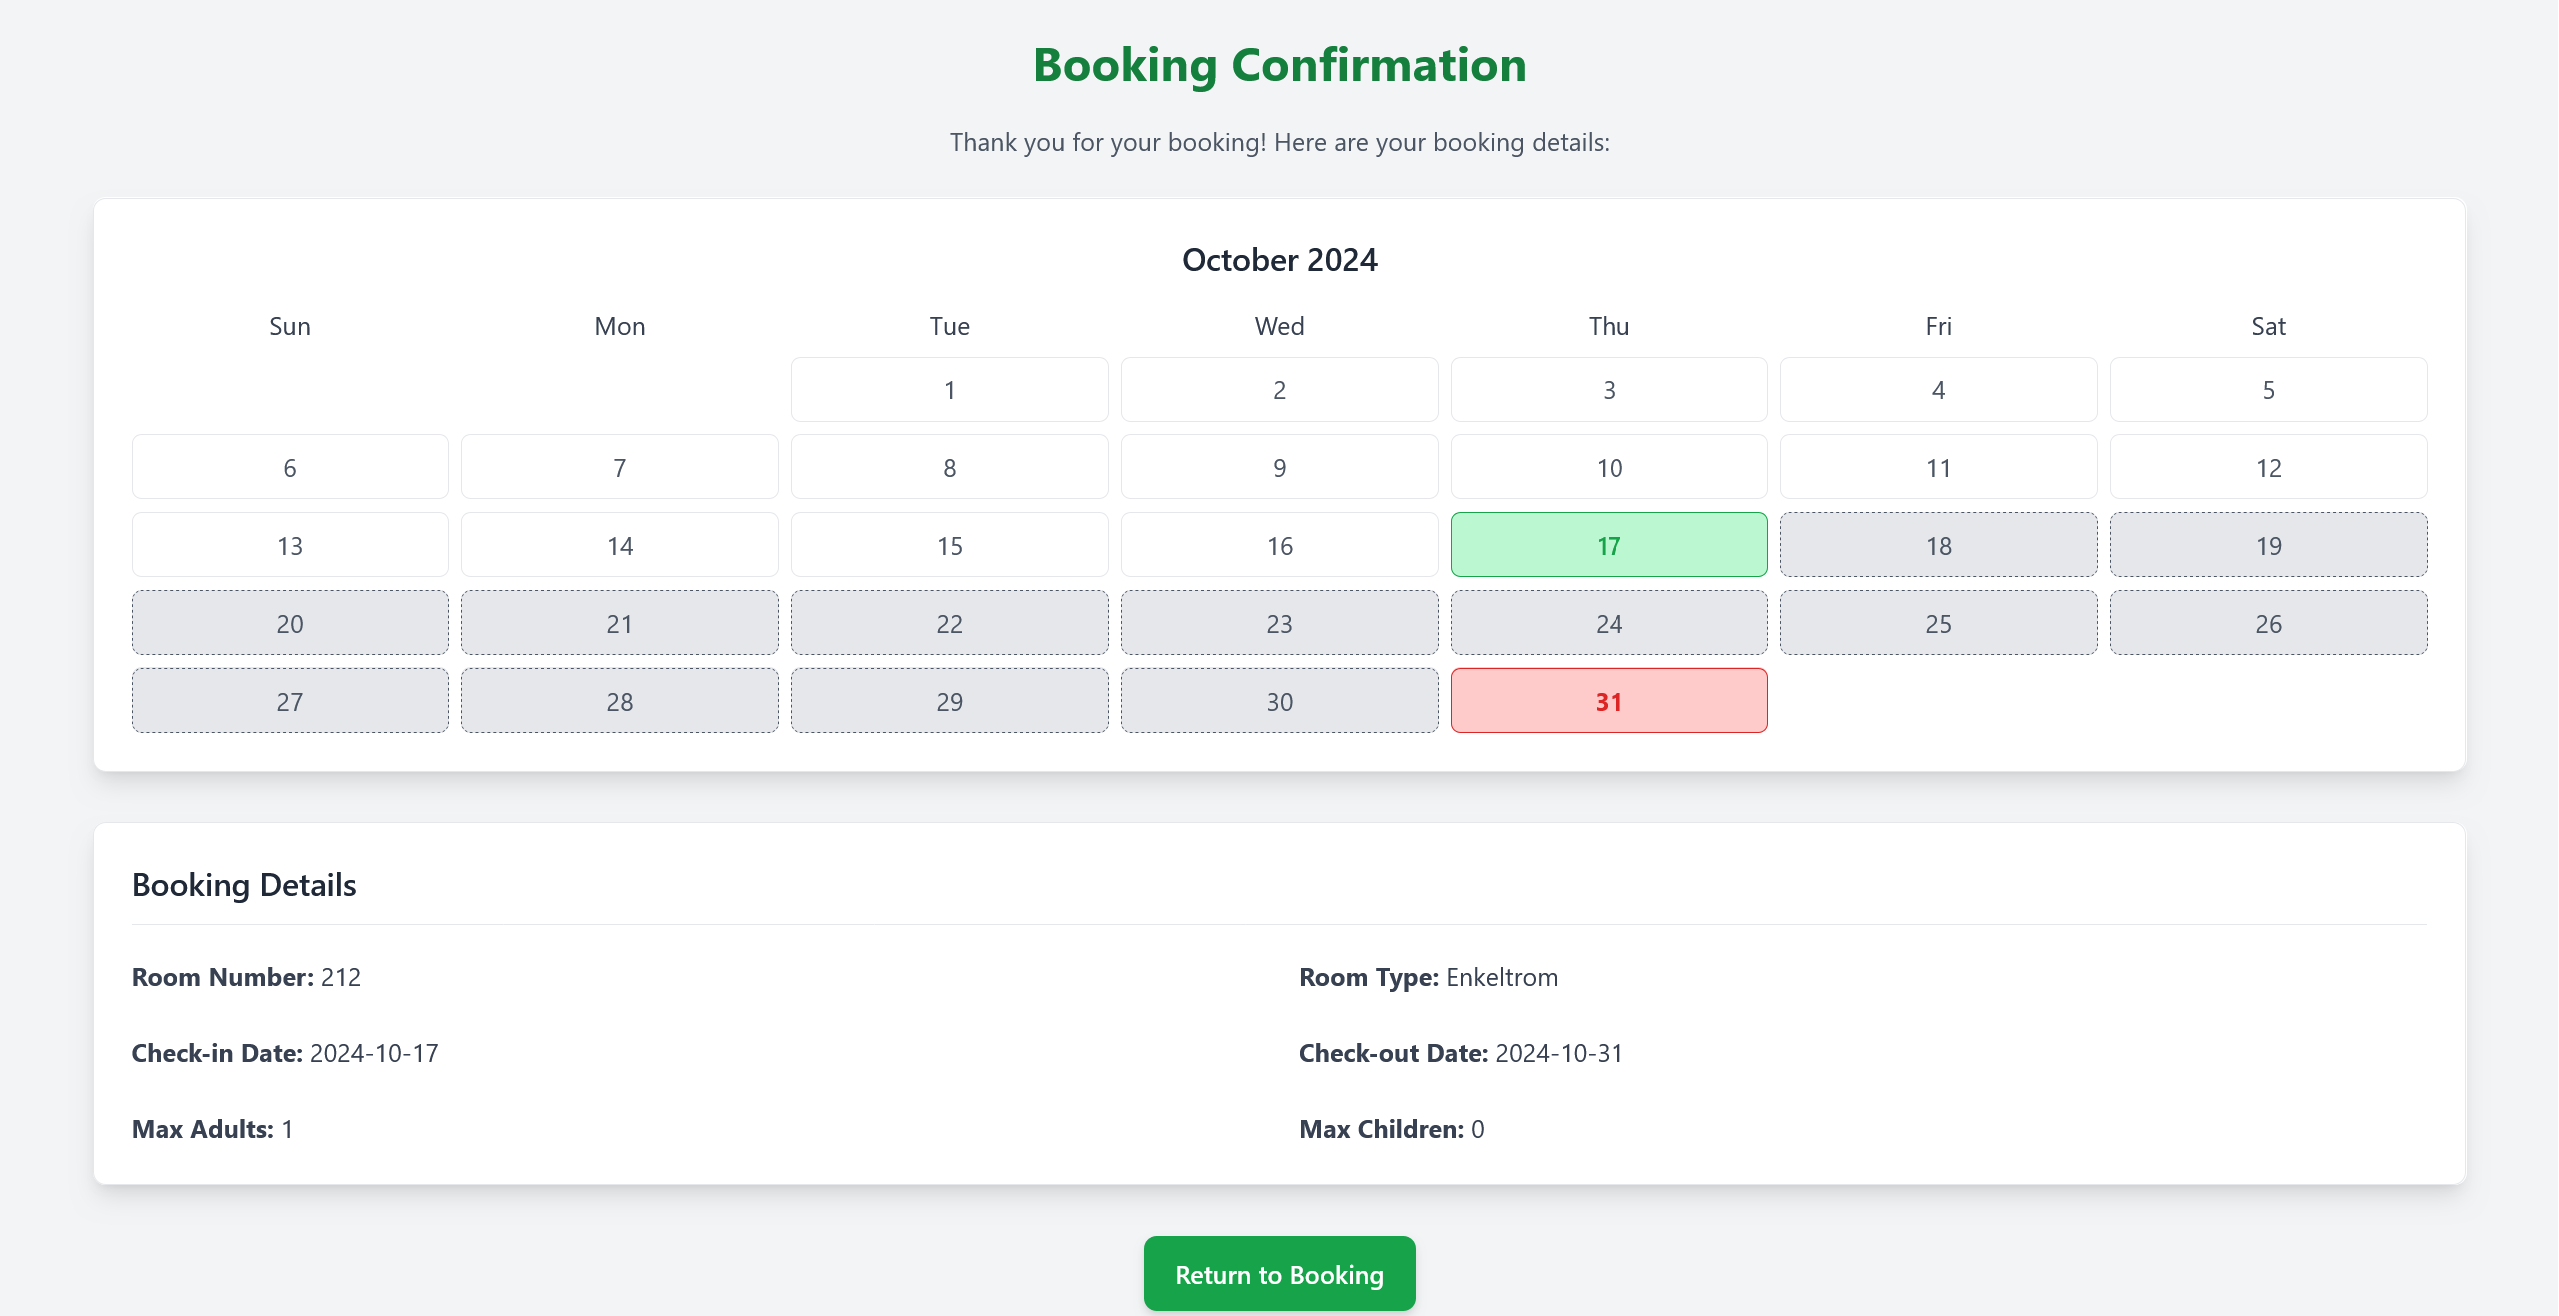 Booking Confirmation
Thank you for your booking! Here are your booking details:
October 2024
Sun Mon Tue Wed Thu Fri Sat
1 2 3 4 5
6 7 8 9 10 11 12
13 14 15 16 17 18 19
20 21 22 23 24 25 26
27 28 29 30 31
Booking Details
Room Number: 212 Room Type: Enkeltrom
Check-in Date: 2024-10-17 Check-out Date: 2024-10-31
Max Adults: 1 Max Children: 0
Return to Booking